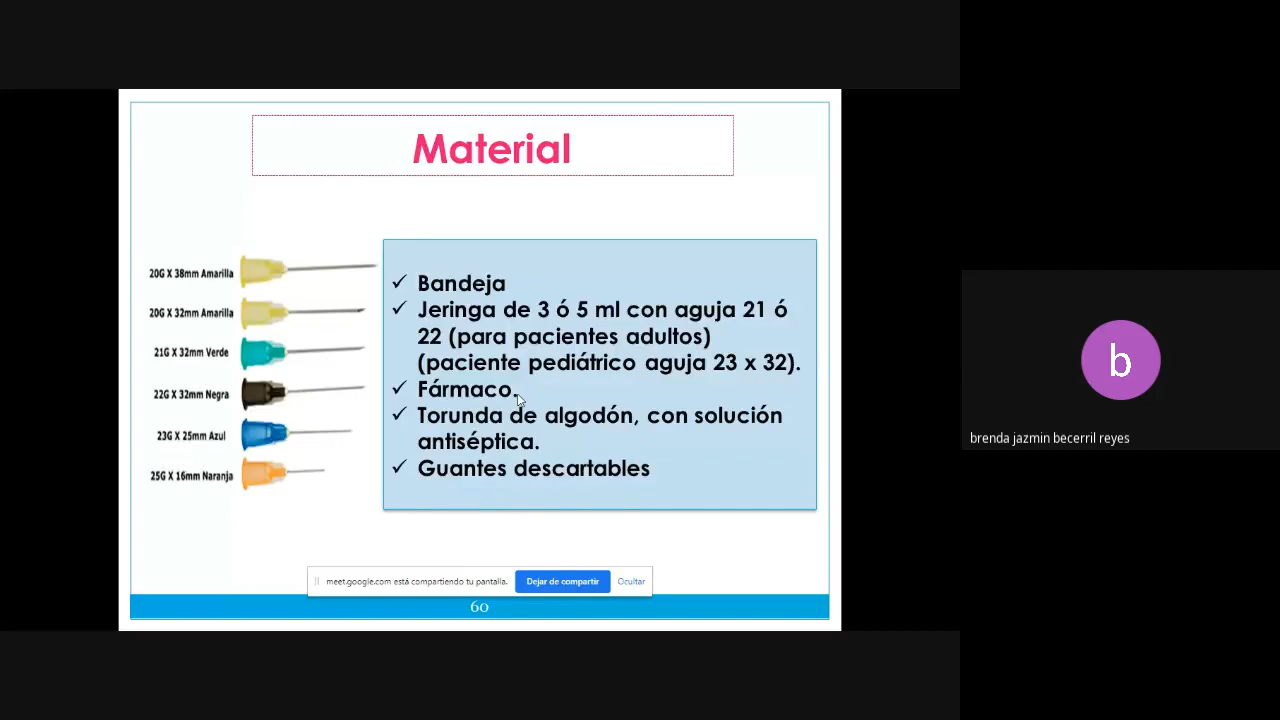 Material
20G X 38mm Amarilla
20G X 32mm Amarilla
21G X 32mm Verde
22G X 32mm Negra
23G X 25mm Azul
25G X 16mm Naranja
✓ Bandeja
✓ Jeringa de 3 ó 5 ml con aguja 21 ó
22 (para pacientes adultos)
(paciente pediátrico aguja 23 x 32).
✓ Fármaco.
✓ Torunda de algodón, con solución
antiséptica.
✓ Guantes descartables
meet.google.com está compartiendo tu pantalla.
Dejar de compartir
Ocultar
60
b
brenda jazmin becerril reyes